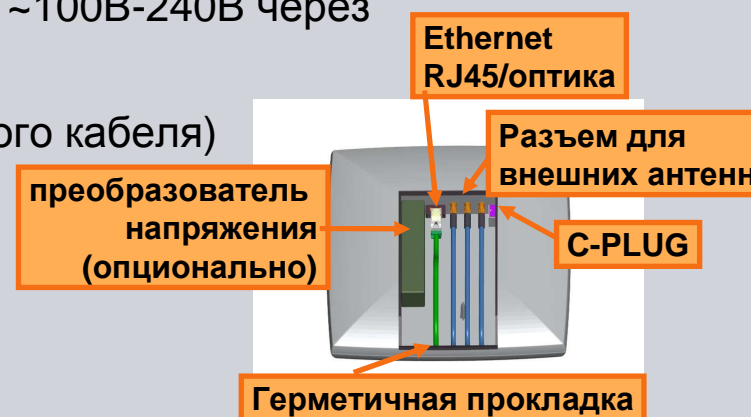 ~100В-240В через
Ethernet
RJ45/оптика
ого кабеля)
Разъем для
внешних антенн
преобразователь
напряжения
(опционально)
C-PLUG
Герметичная прокладка